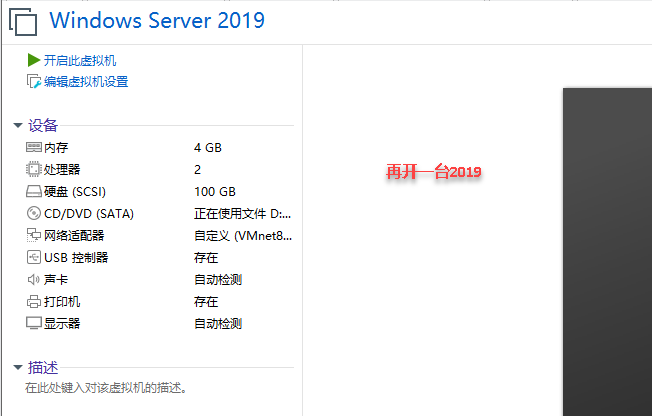 Windows Server 2019
开启此虚拟机
编辑虚拟机设置
设备
内存 4 GB
处理器 2
再开一台2019
硬盘 (SCSI) 100 GB
CD/DVD (SATA) 正在使用文件 D:...
网络适配器 自定义 (VMnet8...
USB 控制器 存在
声卡 自动检测
打印机 存在
显示器 自动检测
描述
在此处键入对该虚拟机的描述。